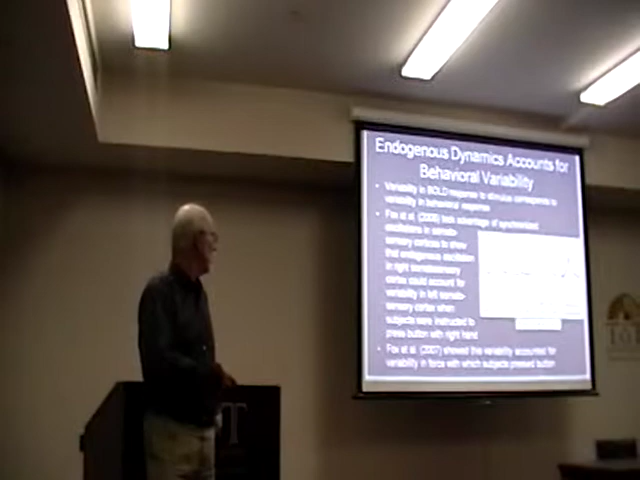 Endogenous Dynamics Accounts for
Behavioral Variability
• Variability in BOLD response to stimulus corresponds to
variability in behavioral response
• Fox et al. (2006) took advantage of synchronized
oscillations in somato-
sensory cortices to show
that endogenous oscillation
in right somatosensory
cortex could account for
variability in left somato-
sensory cortex when
subjects were instructed to
press button with right hand
• Fox et al. (2007) showed this variability accounted for
variability in force with which subjects pressed button
T